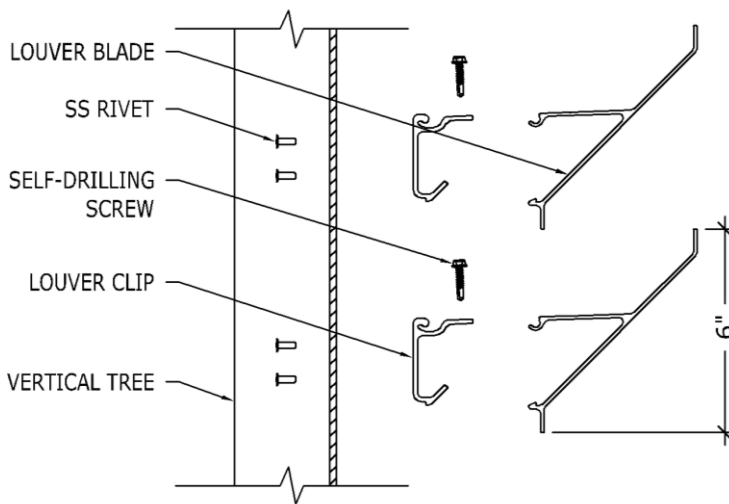 LOUVER BLADE
SS RIVET
SELF-DRILLING
SCREW
LOUVER CLIP
VERTICAL TREE
6"